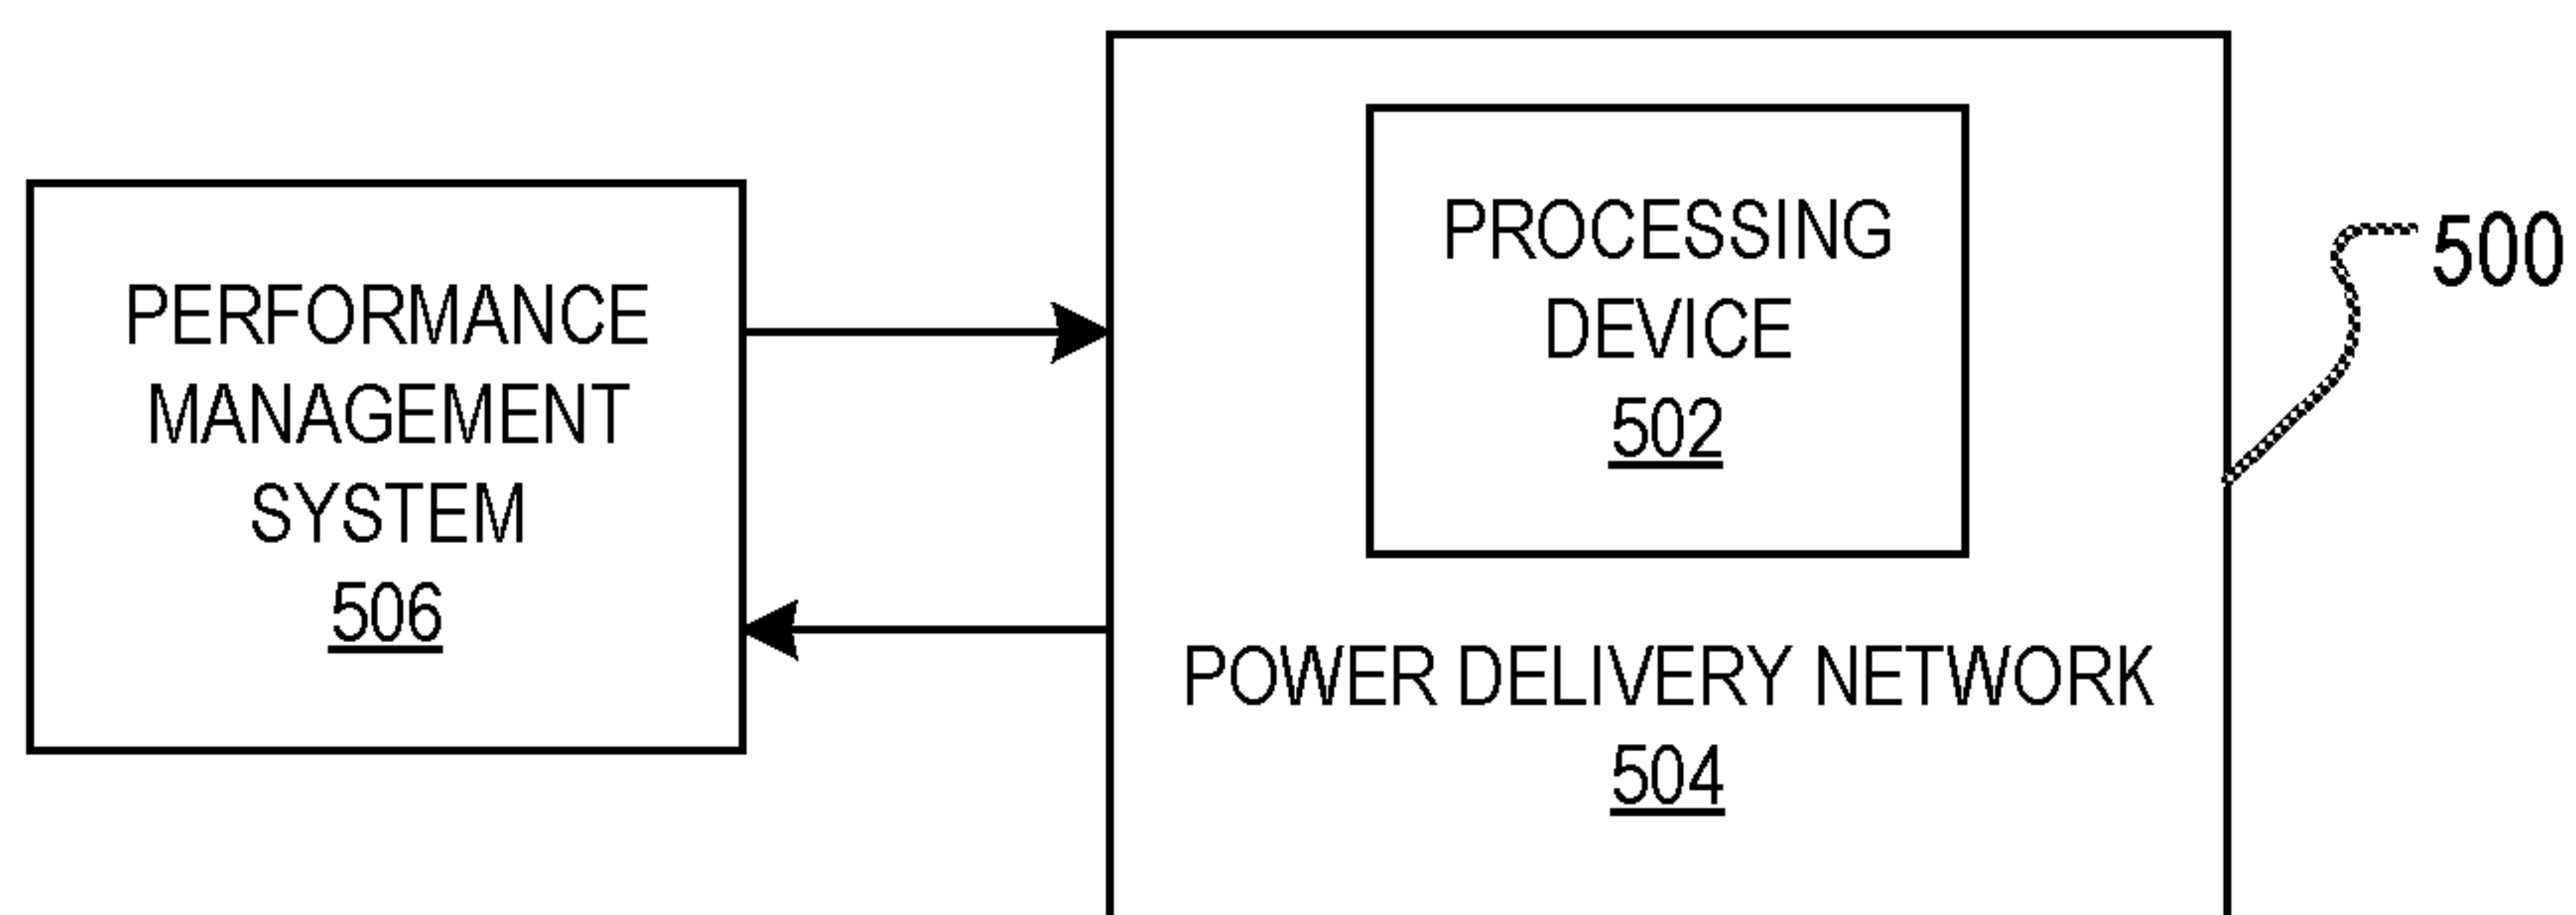 PERFORMANCE
MANAGEMENT
SYSTEM
506
PROCESSING
DEVICE
502
POWER DELIVERY NETWORK
504
500